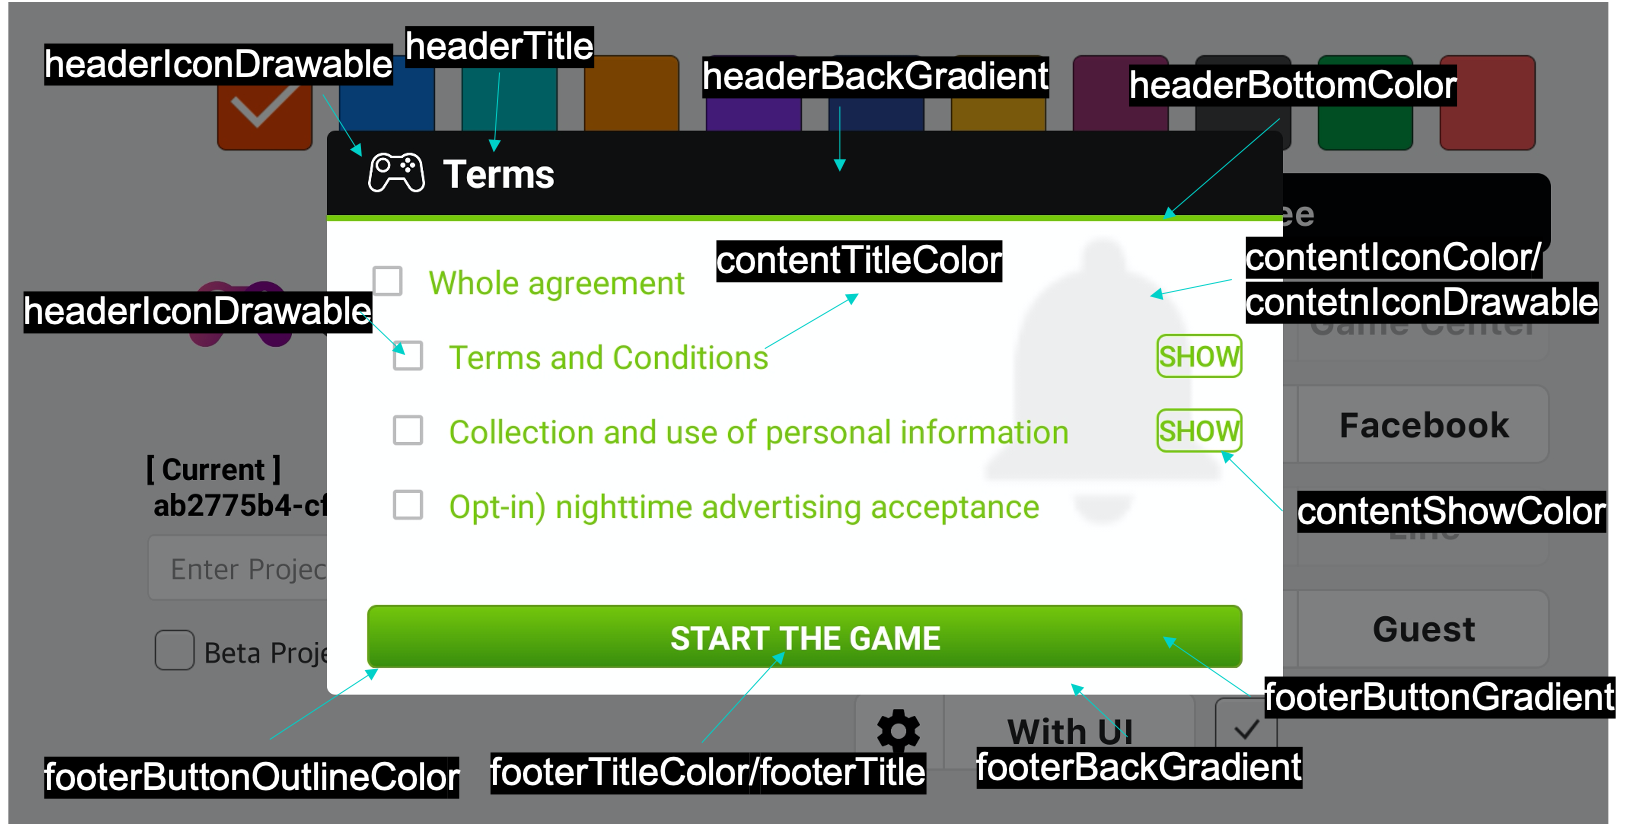 headerIconDrawable
headerTitle
headerBackGradient
headerBottomColor
Terms
ee
contentTitleColor
contentIconColor/
contetnIconDrawable
Whole agreement
headerIconDrawable
Game Center
Terms and Conditions
SHOW
Collection and use of personal information
SHOW
Facebook
[ Current ]
ab2775b4-cf
Opt-in) nighttime advertising acceptance
contentShowColor
Line
Enter Projec
START THE GAME
Guest
Beta Proje
footerButtonGradient
With UI
footerButtonOutlineColor
footerTitleColor/footerTitle
footerBackGradient